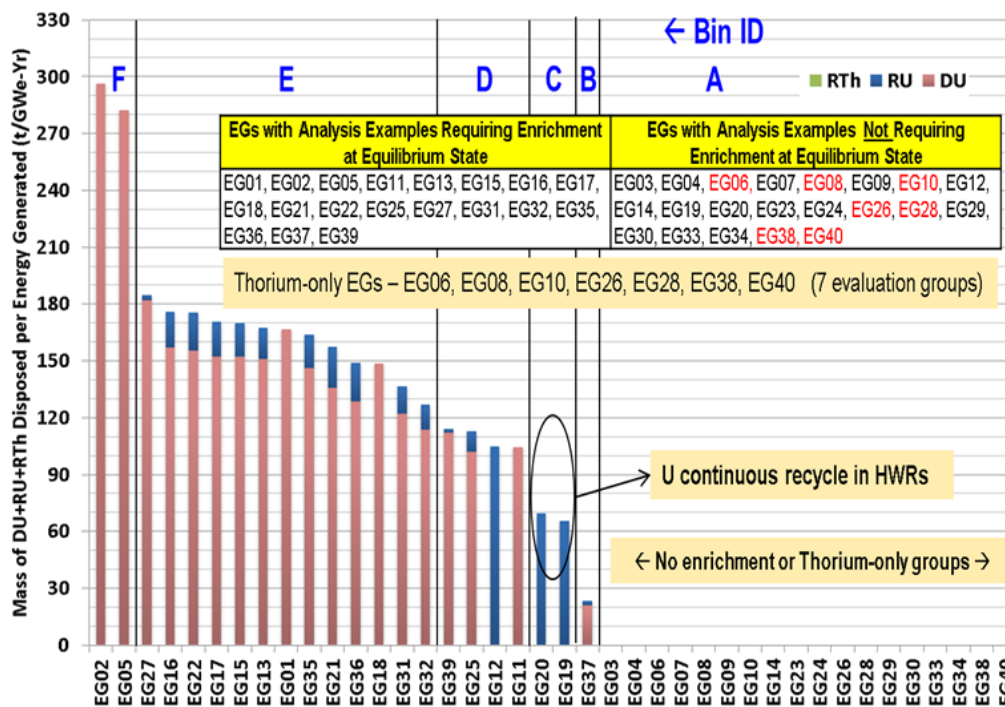 330
300
270
240
210
180
150
120
90
60
30
0
Mass of DU+RU+RTh Disposed per Energy Generated (t/GWe-Yr)
← Bin ID
F E D C B A
RTh RU DU
EGs with Analysis Examples Requiring Enrichment
at Equilibrium State
EG01, EG02, EG05, EG11, EG13, EG15, EG16, EG17,
EG18, EG21, EG22, EG25, EG27, EG31, EG32, EG35,
EG36, EG37, EG39
EGs with Analysis Examples Not Requiring
Enrichment at Equilibrium State
EG03, EG04, EG06, EG07, EG08, EG09, EG10, EG12,
EG14, EG19, EG20, EG23, EG24, EG26, EG28, EG29,
EG30, EG33, EG34, EG38, EG40
Thorium-only EGs – EG06, EG08, EG10, EG26, EG28, EG38, EG40 (7 evaluation groups)
U continuous recycle in HWRs
← No enrichment or Thorium-only groups →
EG02
EG05
EG27
EG16
EG22
EG17
EG15
EG13
EG01
EG35
EG21
EG36
EG18
EG31
EG32
EG39
EG25
EG12
EG11
EG20
EG19
EG37
EG03
EG04
EG06
EG07
EG08
EG09
EG10
EG14
EG23
EG24
EG26
EG28
EG29
EG30
EG33
EG34
EG38